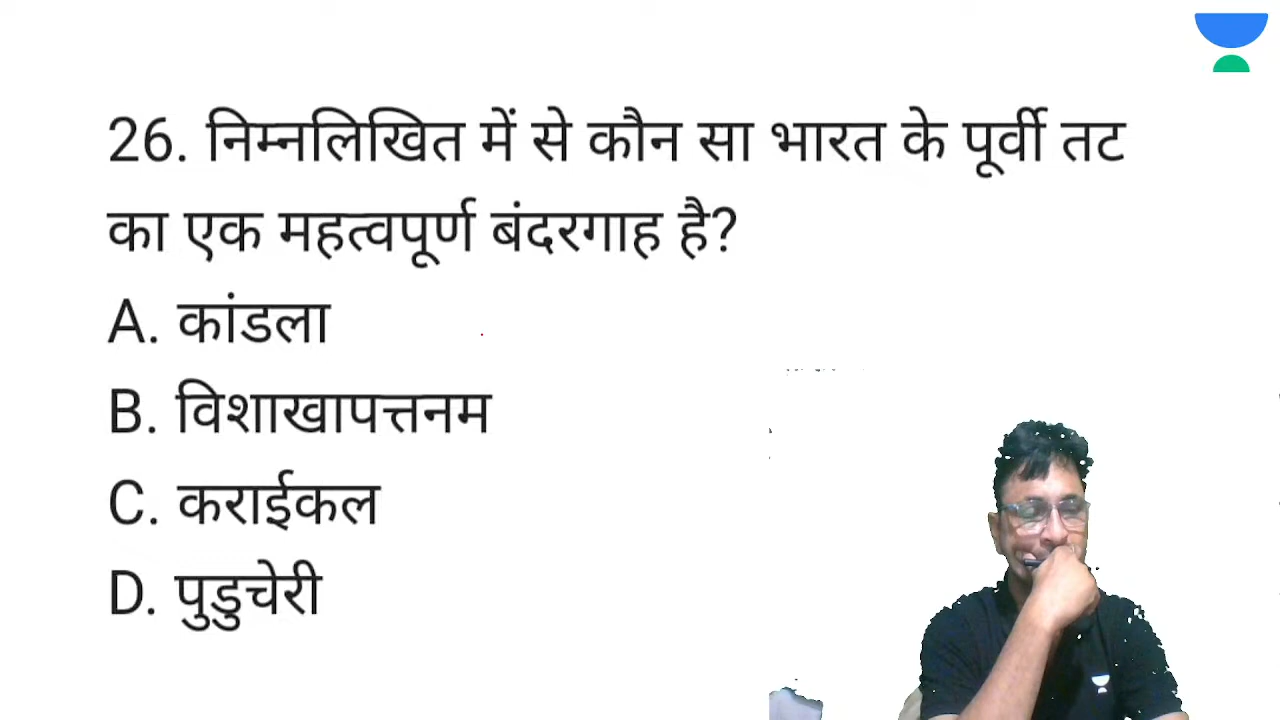 26. निम्नलिखित में से कौन सा भारत के पूर्वी तट
का एक महत्वपूर्ण बंदरगाह है?
A. कांडला
B. विशाखापत्तनम
C. कराईकल
D. पुडुचेरी